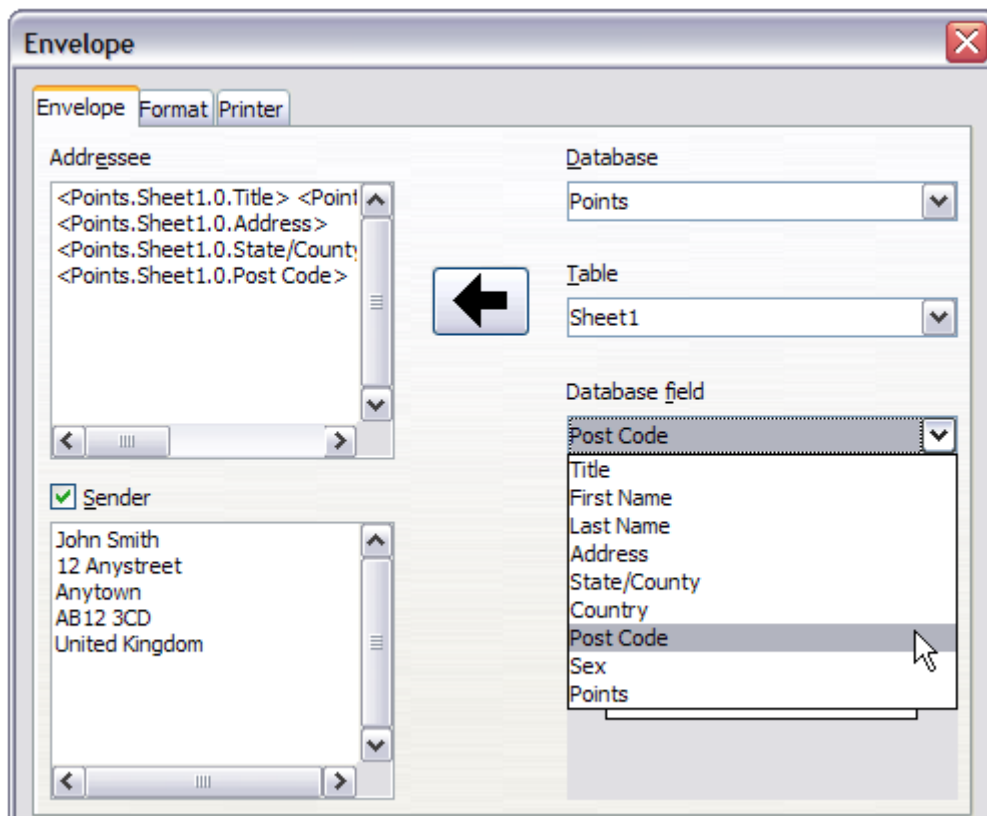 Envelope
Envelope Format Printer
Addressee
<Points.Sheet1.0.Title> <Point
<Points.Sheet1.0.Address>
<Points.Sheet1.0.State/County
<Points.Sheet1.0.Post Code>
Sender
John Smith
12 Anystreet
Anytown
AB12 3CD
United Kingdom
Database
Points
Table
Sheet1
Database field
Post Code
Title
First Name
Last Name
Address
State/County
Country
Post Code
Sex
Points